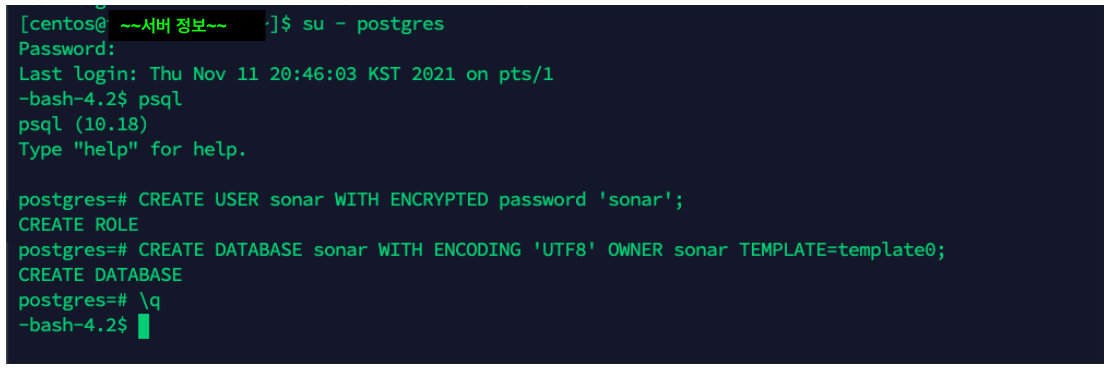 [centos@ ~~서버 정보~~ ~]$ su - postgres
Password:
Last login: Thu Nov 11 20:46:03 KST 2021 on pts/1
-bash-4.2$ psql
psql (10.18)
Type "help" for help.
postgres=# CREATE USER sonar WITH ENCRYPTED password 'sonar';
CREATE ROLE
postgres=# CREATE DATABASE sonar WITH ENCODING 'UTF8' OWNER sonar TEMPLATE=template0;
CREATE DATABASE
postgres=# \q
-bash-4.2$